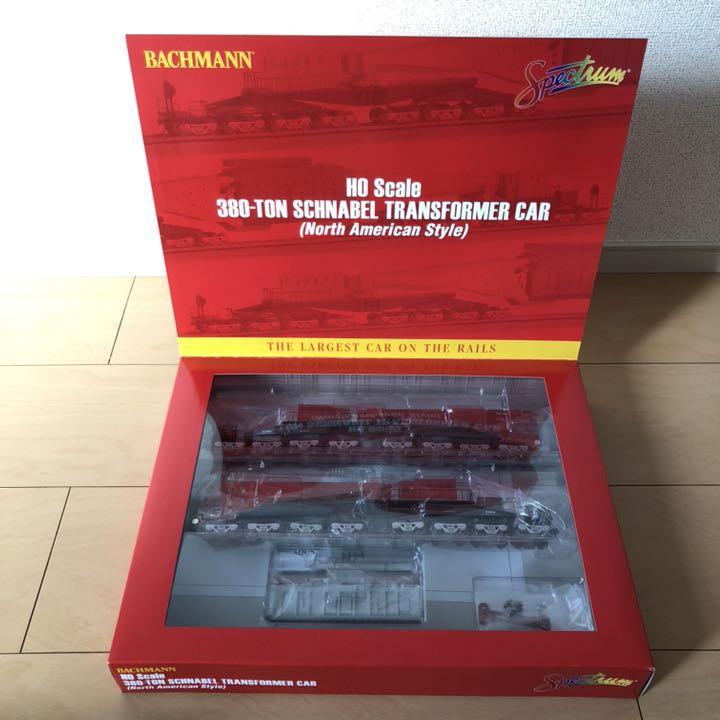 BACHMANN
Spectrum
HO Scale
380-TON SCHNABEL TRANSFORMER CAR
(North American Style)
THE LARGEST CAR ON THE RAILS
BACHMANN
HO Scale
380-TON SCHNABEL TRANSFORMER CAR
(North American Style)
Spectrum